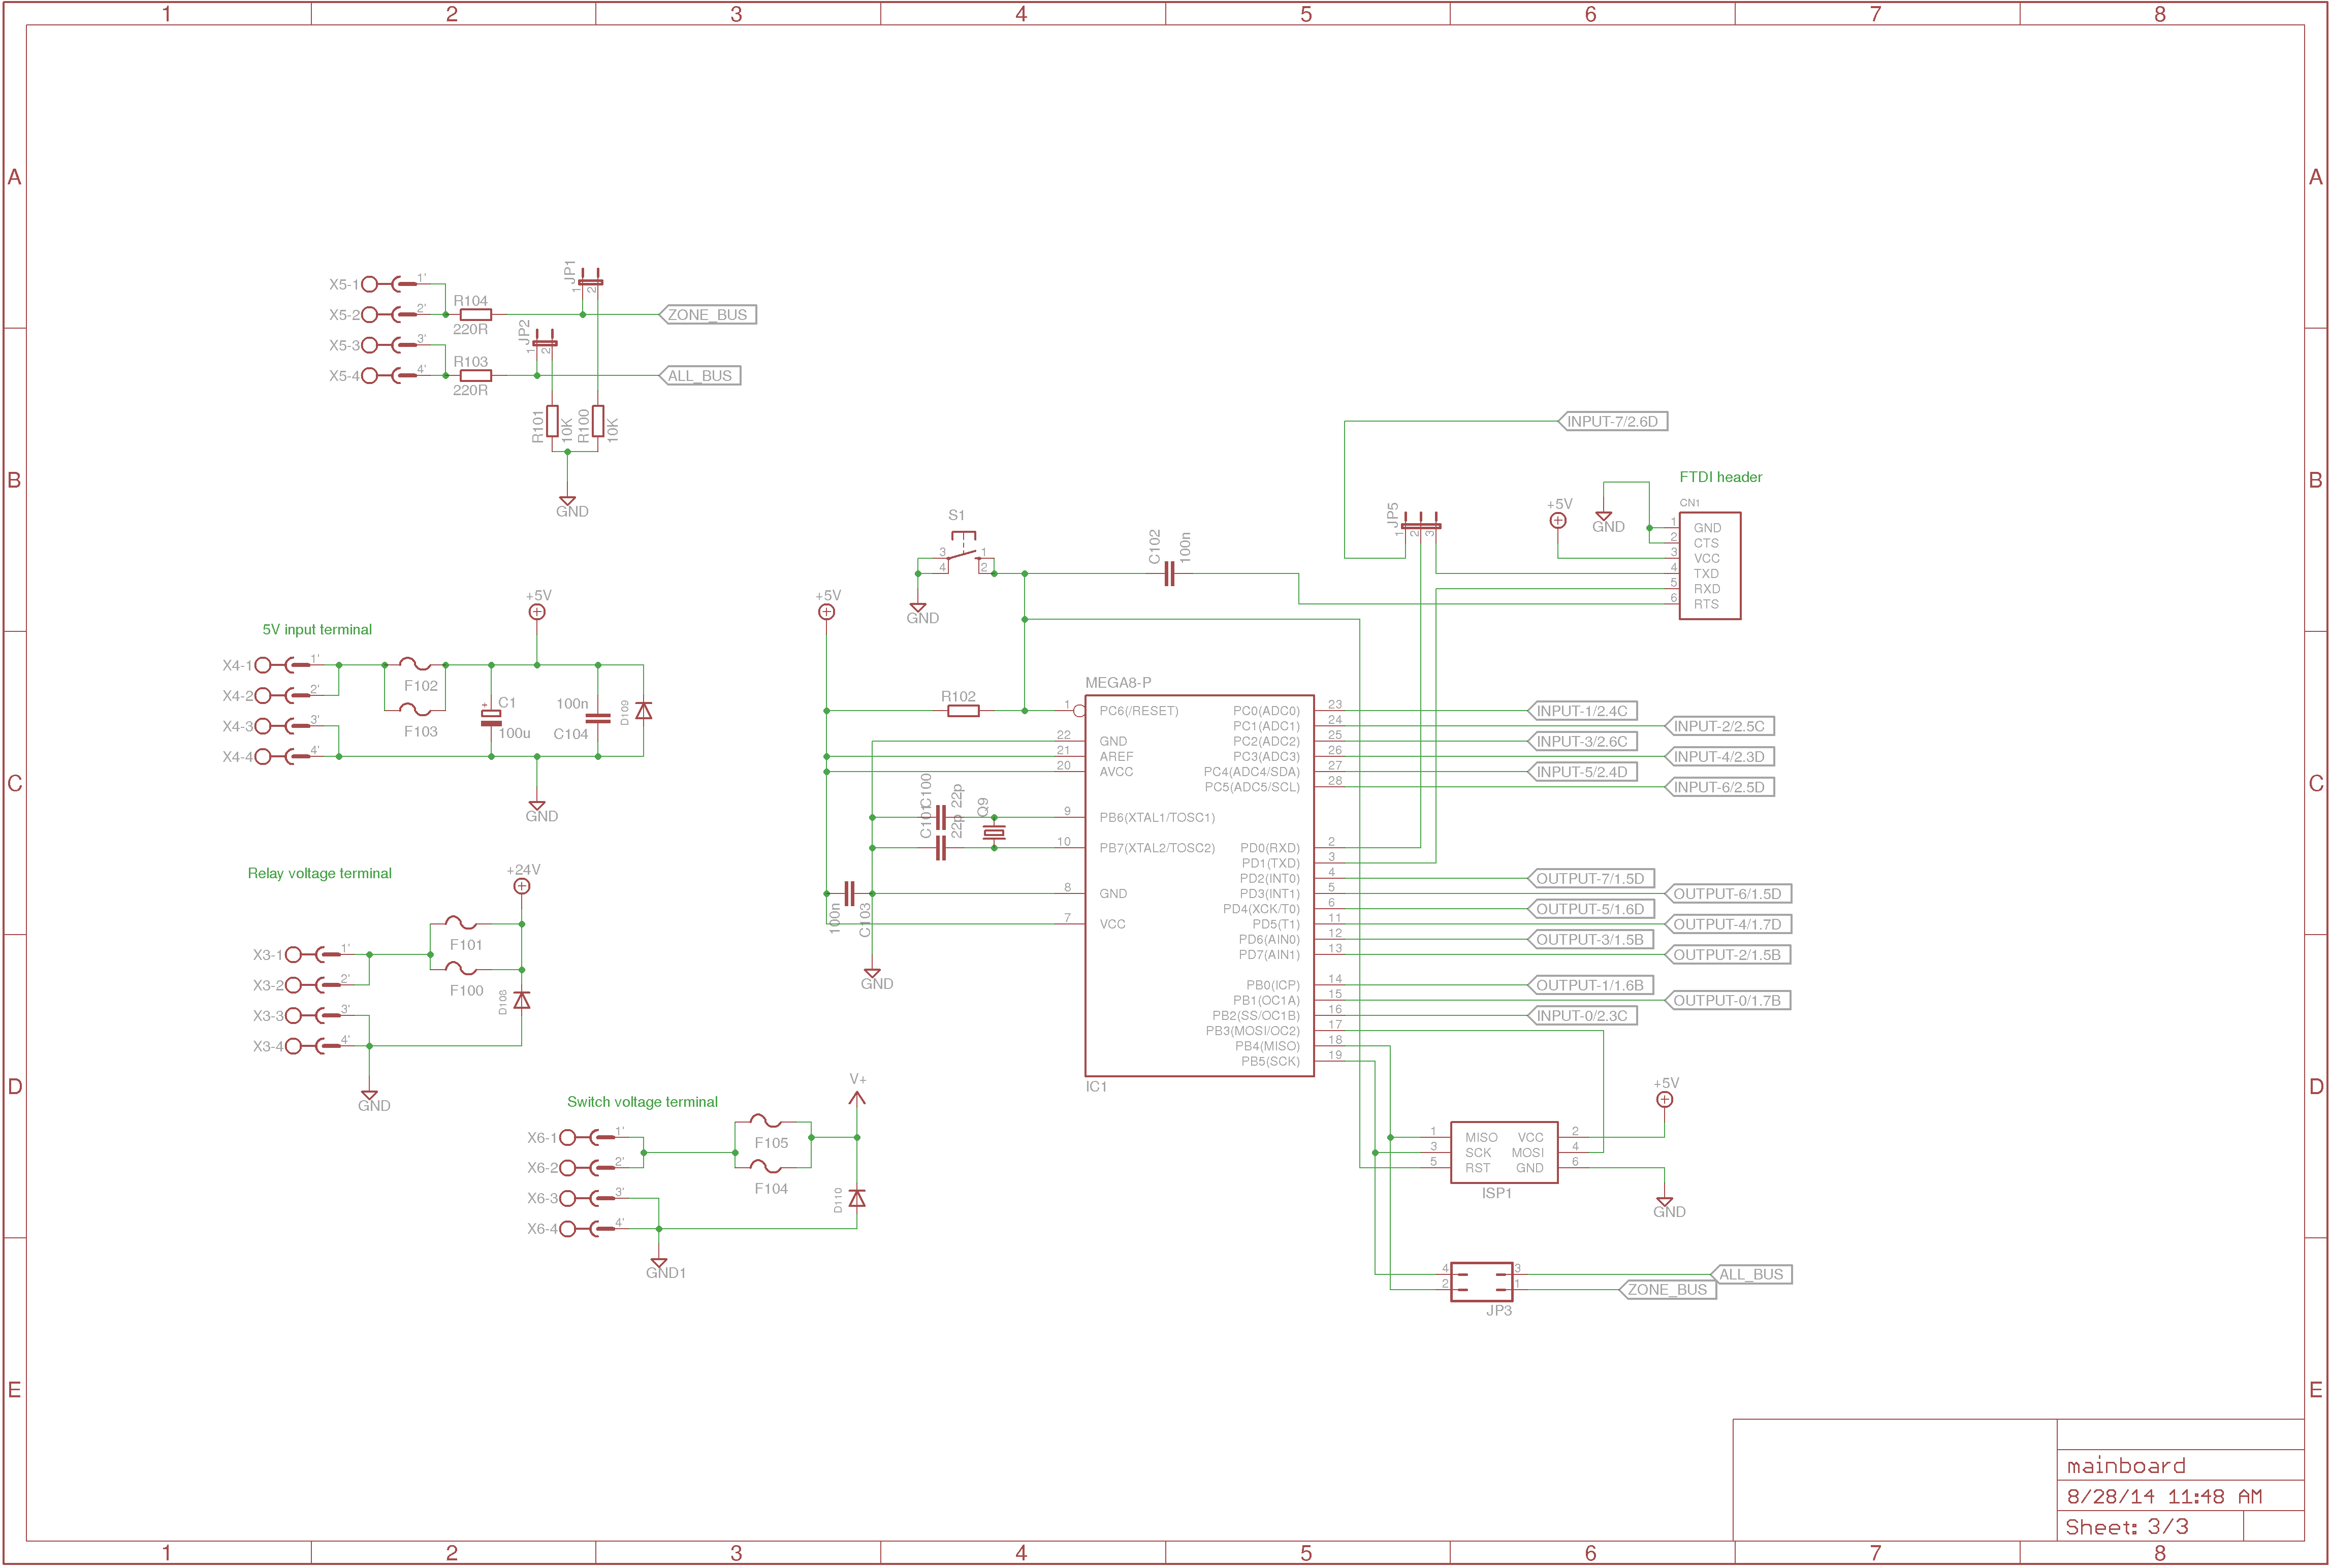 1 2 3 4 5 6 7 8
A A
B B
C C
D D
E E
X5-1 1'
X5-2 2'
X5-3 3'
X5-4 4'
R104
220R
R103
220R
JP1
1 2
JP2
1 2
ZONE_BUS
ALL_BUS
R101
10K
R100
10K
GND
5V input terminal
X4-1 1'
X4-2 2'
X4-3 3'
X4-4 4'
F102
F103
+5V
C1
+
100u
100n
C104
D109
GND
Relay voltage terminal
+24V
X3-1 1'
X3-2 2'
X3-3 3'
X3-4 4'
F101
F100
D108
GND
Switch voltage terminal
V+
X6-1 1'
X6-2 2'
X6-3 3'
X6-4 4'
F105
F104
D110
GND1
+5V
S1
3 1
4 2
GND
C102
100n
R102
C100
22p
C101
22p
Q9
100n
C103
GND
MEGA8-P
1 PC6(/RESET)
22 GND
21 AREF
20 AVCC
9 PB6(XTAL1/TOSC1)
10 PB7(XTAL2/TOSC2)
8 GND
7 VCC
IC1
PC0(ADC0) 23 INPUT-1/2.4C
PC1(ADC1) 24 INPUT-2/2.5C
PC2(ADC2) 25 INPUT-3/2.6C
PC3(ADC3) 26 INPUT-4/2.3D
PC4(ADC4/SDA) 27 INPUT-5/2.4D
PC5(ADC5/SCL) 28 INPUT-6/2.5D
PD0(RXD) 2
PD1(TXD) 3
PD2(INT0) 4 OUTPUT-7/1.5D
PD3(INT1) 5 OUTPUT-6/1.5D
PD4(XCK/T0) 6 OUTPUT-5/1.6D
PD5(T1) 11 OUTPUT-4/1.7D
PD6(AIN0) 12 OUTPUT-3/1.5B
PD7(AIN1) 13 OUTPUT-2/1.5B
PB0(ICP) 14 OUTPUT-1/1.6B
PB1(OC1A) 15 OUTPUT-0/1.7B
PB2(SS/OC1B) 16 INPUT-0/2.3C
PB3(MOSI/OC2) 17
PB4(MISO) 18
PB5(SCK) 19
INPUT-7/2.6D
JP5
1 2 3
+5V
GND
FTDI header
CN1
1 GND
2 CTS
3 VCC
4 TXD
5 RXD
6 RTS
+5V
1 MISO VCC 2
3 SCK MOSI 4
5 RST GND 6
ISP1
GND
4 3 ALL_BUS
2 1 ZONE_BUS
JP3
mainboard
8/28/14 11:48 AM
Sheet: 3/3
1 2 3 4 5 6 7 8